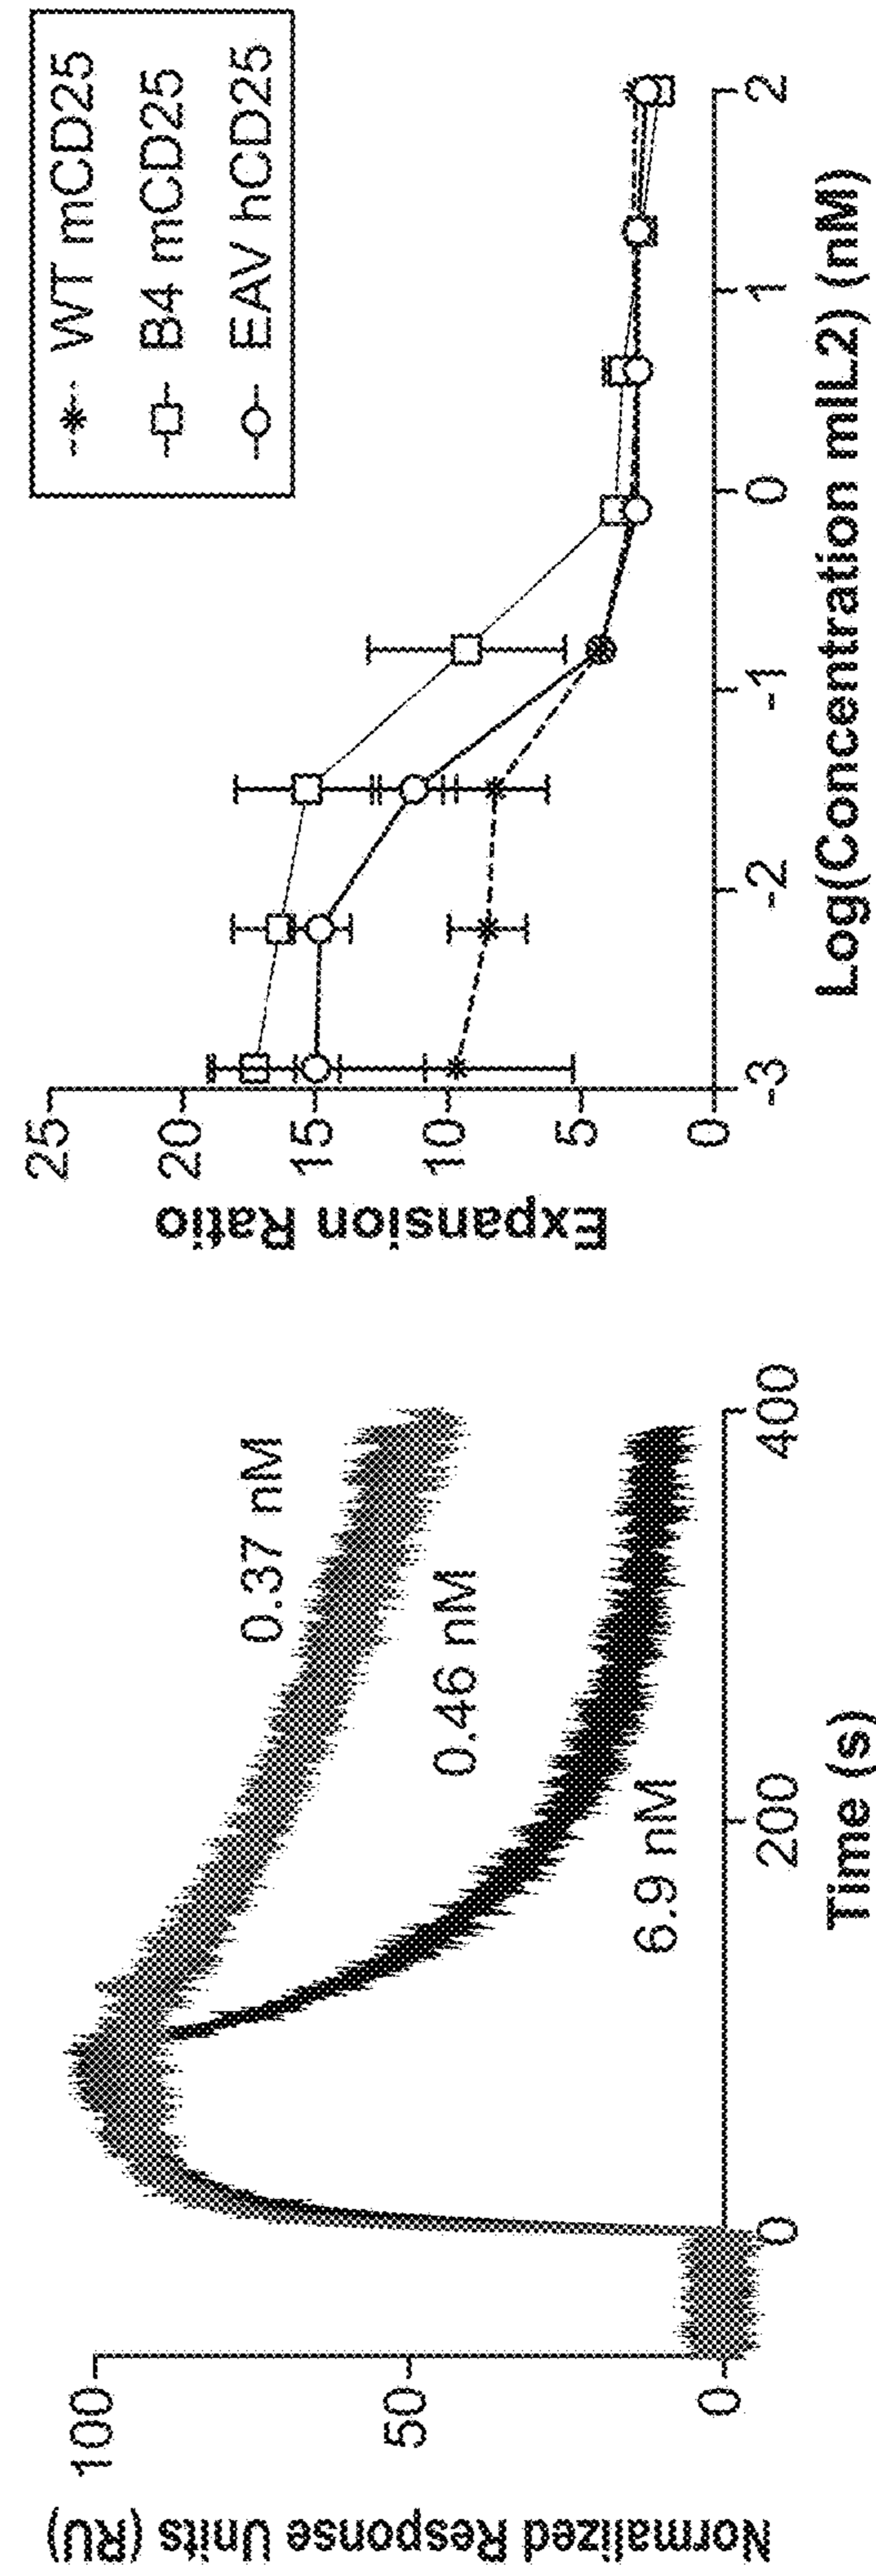 Normalized Response Units (RU)
100
50
0
0.37 nM
0.46 nM
6.9 nM
0
200
400
Time (s)
Expansion Ratio
25
20
15
10
5
0
WT mCD25
B4 mCD25
EAV hCD25
-3
-2
-1
0
1
2
Log(Concentration mIL2) (nM)